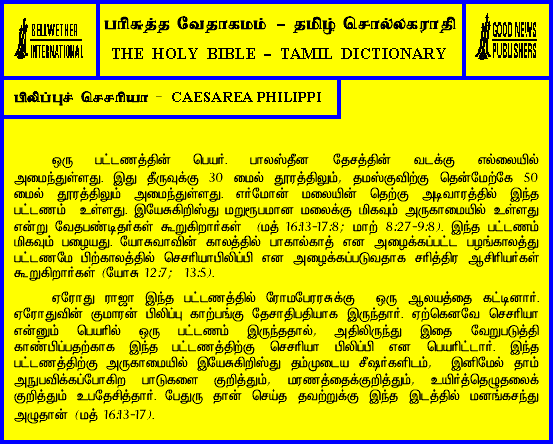 BELLWETHER
INTERNATIONAL
பரிசுத்த வேதாகமம் – தமிழ் சொல்லகராதி
THE HOLY BIBLE – TAMIL DICTIONARY
GOOD NEWS
PUBLISHERS
பிலிப்புச் செசரியா - CAESAREA PHILIPPI
ஒரு பட்டணத்தின் பெயர். பாலஸ்தீன தேசத்தின் வடக்கு எல்லையில்
அமைந்துள்ளது. இது தீருவுக்கு 30 மைல் தூரத்திலும், தமஸ்குவிற்கு தென்மேற்கே 50
மைல் தூரத்திலும் அமைந்துள்ளது. எர்மோன் மலையின் தெற்கு அடிவாரத்தில் இந்த
பட்டணம் உள்ளது. இயேசுகிறிஸ்து மறுரூபமான மலைக்கு மிகவும் அருகாமையில் உள்ளது
என்று வேதபண்டிதர்கள் கூறுகிறார்கள் (மத் 16:13-17:8; மாற் 8:27-9:8). இந்த பட்டணம்
மிகவும் பழையது. யோசுவாவின் காலத்தில் பாகால்காத் என அழைக்கப்பட்ட பழங்காலத்து
பட்டணமே பிற்காலத்தில் செசரியாபிலிப்பி என அழைக்கப்படுவதாக சரித்திர ஆசிரியர்கள்
கூறுகிறார்கள் (யோசு 12:7; 13:5).
ஏரோது ராஜா இந்த பட்டணத்தில் ரோமபேரரசுக்கு ஒரு ஆலயத்தை கட்டினார்.
ஏரோதுவின் குமாரன் பிலிப்பு காற்பங்கு தேசாதிபதியாக இருந்தார். ஏற்கெனவே செசரியா
என்னும் பெயரில் ஒரு பட்டணம் இருந்ததால், அதிலிருந்து இதை வேறுபடுத்தி
காண்பிப்பதற்காக இந்த பட்டணத்திற்கு செசரியா பிலிப்பி என பெயரிட்டார். இந்த
பட்டணத்திற்கு அருகாமையில் இயேசுகிறிஸ்து தம்முடைய சீஷர்களிடம், இனிமேல் தாம்
அநுபவிக்கப்போகிற பாடுகளை குறித்தும், மரணத்தைக்குறித்தும், உயிர்த்தெழுதலைக்
குறித்தும் உபதேசித்தார். பேதுரு தான் செய்த தவற்றுக்கு இந்த இடத்தில் மனங்கசந்து
அழுதான் (மத் 16:13-17).